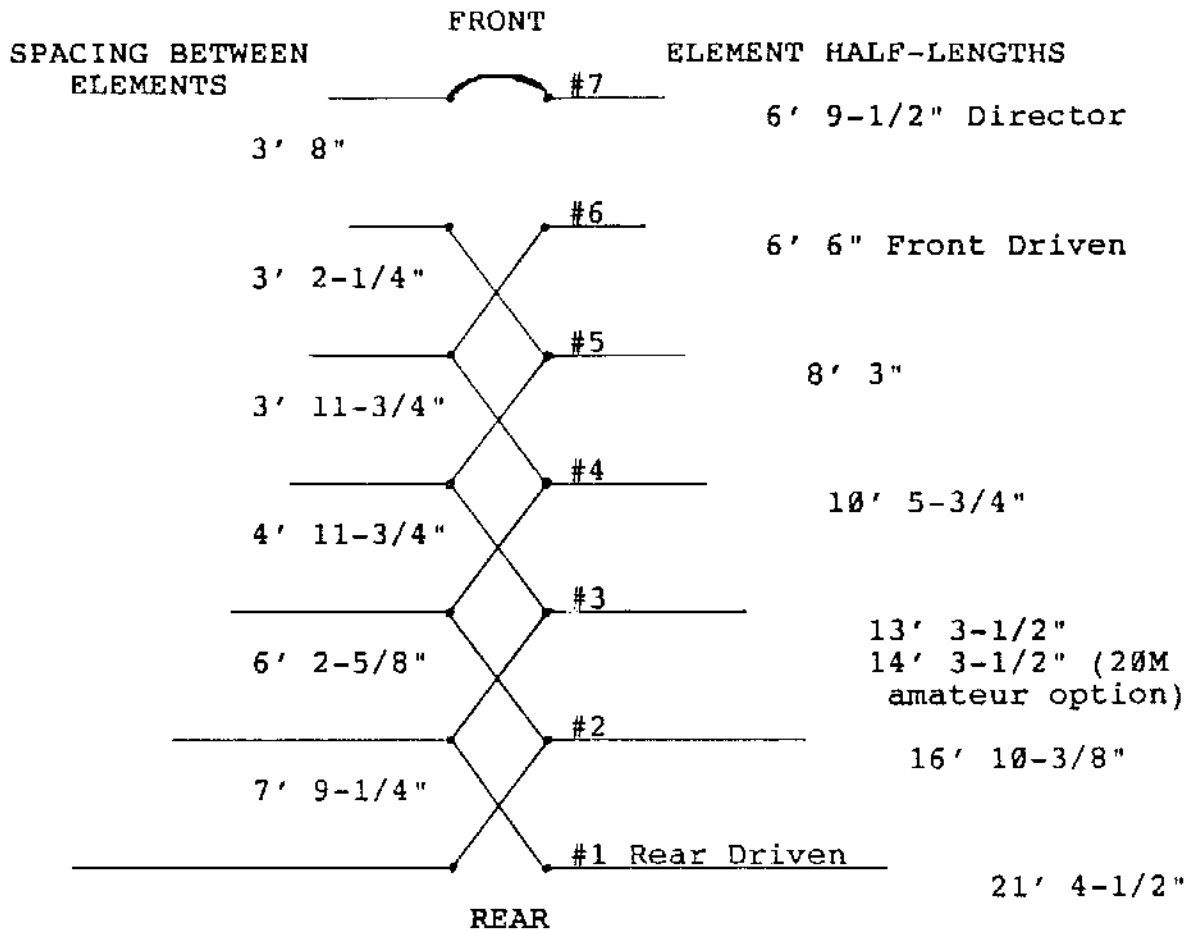 FRONT
SPACING BETWEEN
ELEMENTS
ELEMENT HALF-LENGTHS
#7
6' 9-1/2" Director
3' 8"
#6
6' 6" Front Driven
3' 2-1/4"
#5
8' 3"
3' 11-3/4"
#4
10' 5-3/4"
4' 11-3/4"
#3
13' 3-1/2"
14' 3-1/2" (20M
amateur option)
6' 2-5/8"
#2
16' 10-3/8"
7' 9-1/4"
#1 Rear Driven
21' 4-1/2"
REAR